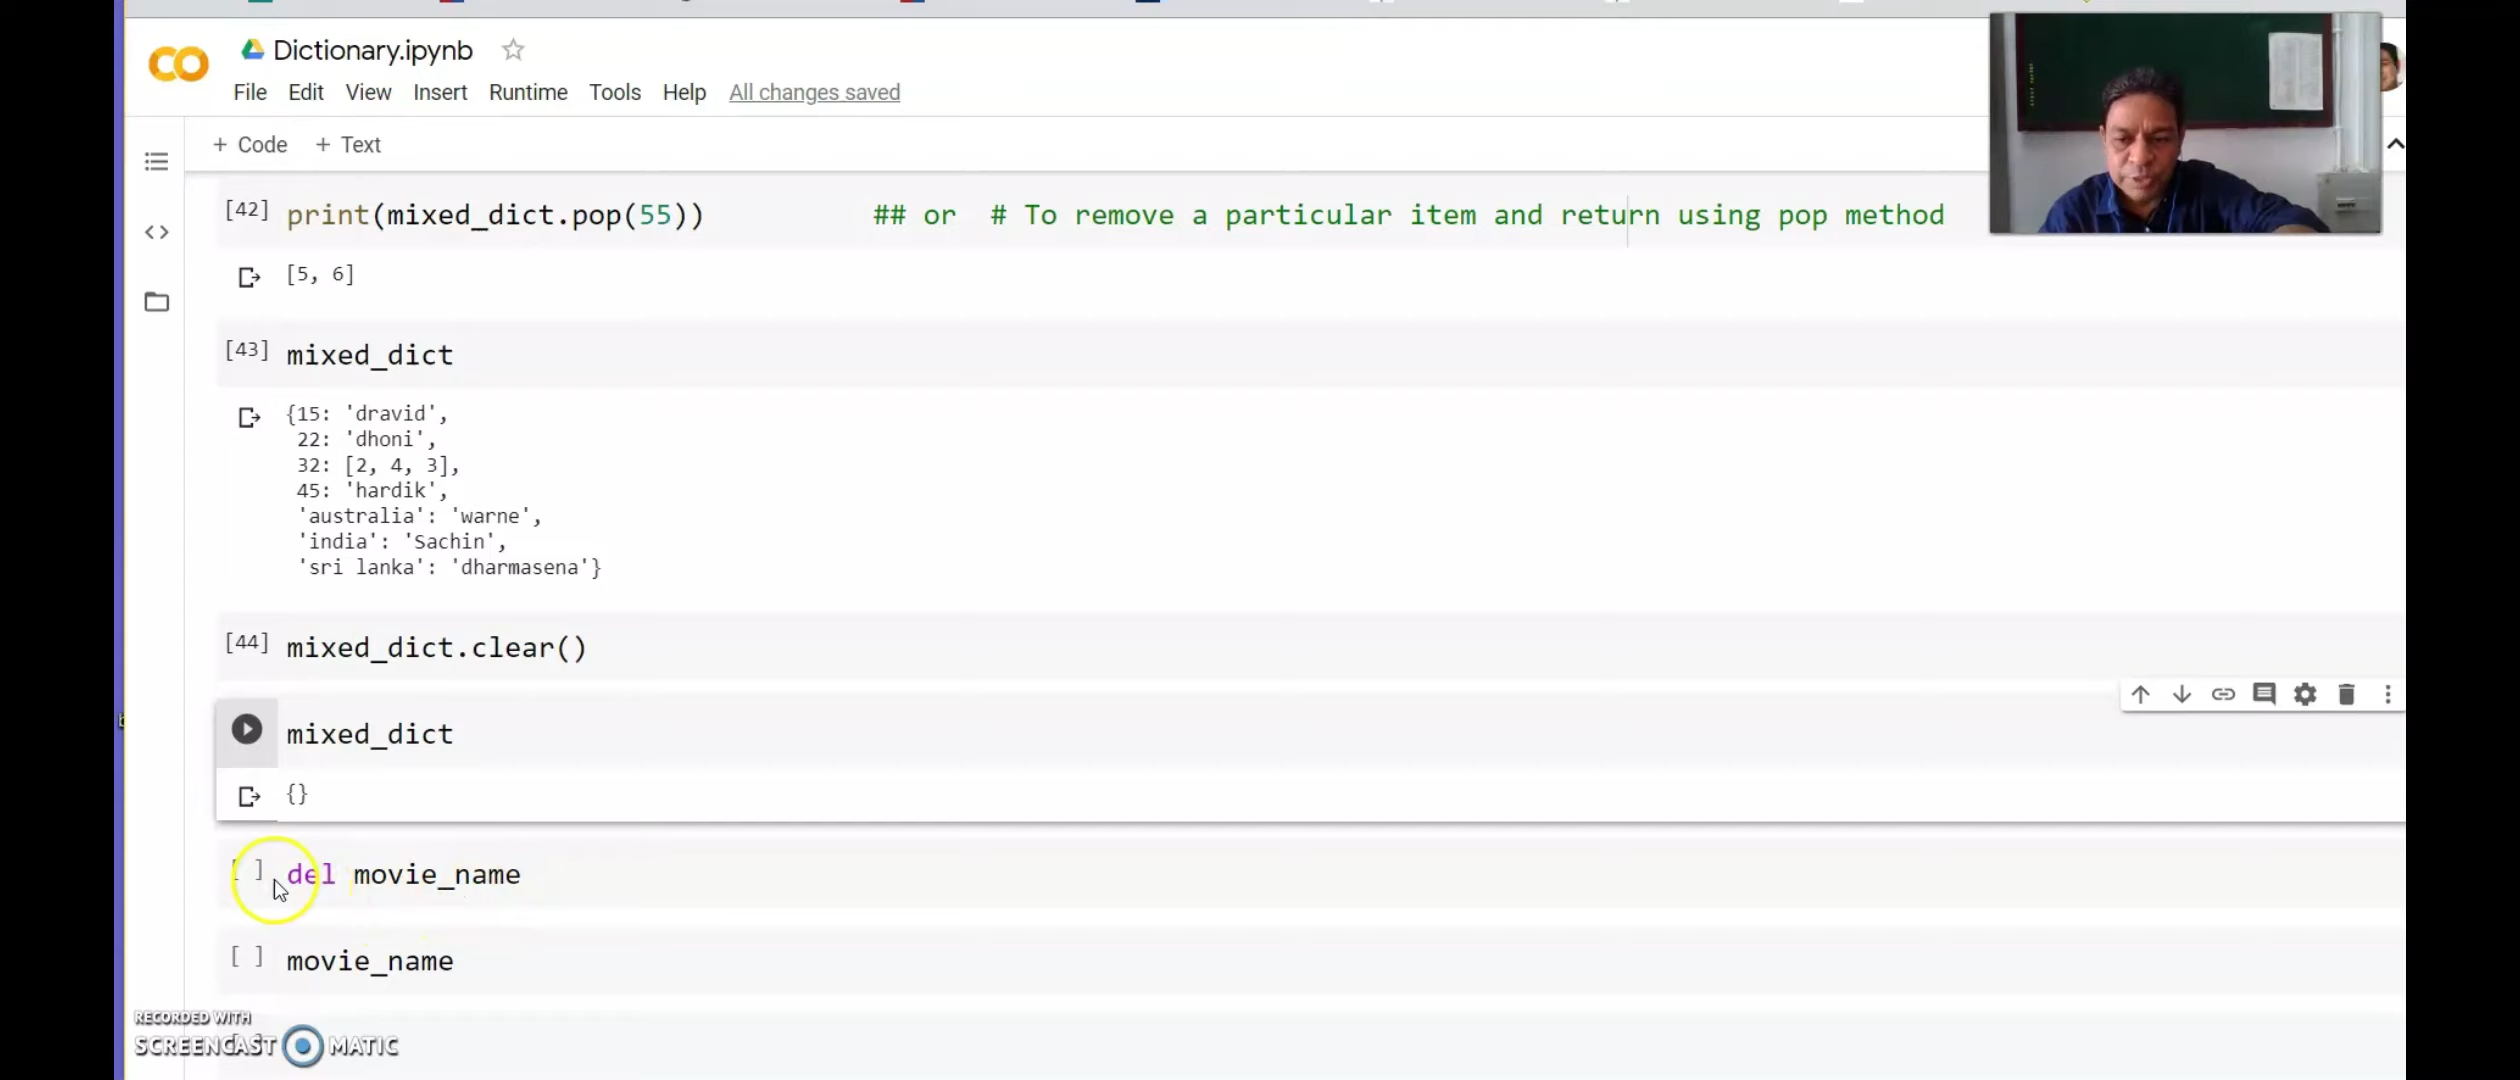 Dictionary.ipynb
File Edit View Insert Runtime Tools Help All changes saved
+ Code + Text
[42] print(mixed_dict.pop(55)) ## or # To remove a particular item and return using pop method
[5, 6]
[43] mixed_dict
{15: 'dravid',
22: 'dhoni',
32: [2, 4, 3],
45: 'hardik',
'australia': 'warne',
'india': 'Sachin',
'sri lanka': 'dharmasena'}
[44] mixed_dict.clear()
mixed_dict
{}
[ ] del movie_name
[ ] movie_name
RECORDED WITH
SCREENCAST MATIC